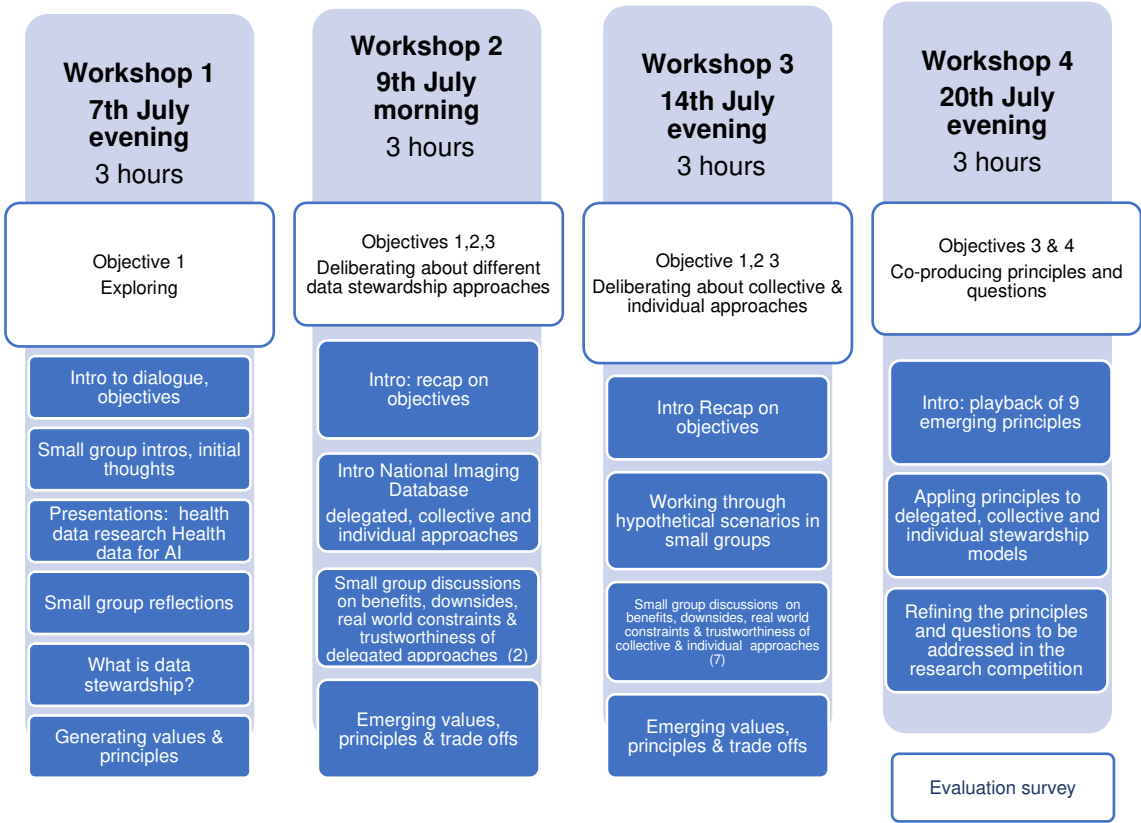 Workshop 1
7th July
evening
3 hours
Objective 1
Exploring
Intro to dialogue,
objectives
Small group intros, initial
thoughts
Presentations: health
data research Health
data for AI
Small group reflections
What is data
stewardship?
Generating values &
principles
Workshop 2
9th July
morning
3 hours
Objectives 1,2,3
Deliberating about different
data stewardship approaches
Intro: recap on
objectives
Intro National Imaging
Database
delegated, collective and
individual approaches
Small group discussions
on benefits, downsides,
real world constraints &
trustworthiness of
delegated approaches (2)
Emerging values,
principles & trade offs
Workshop 3
14th July
evening
3 hours
Objective 1,2 3
Deliberating about collective &
individual approaches
Intro Recap on
objectives
Working through
hypothetical scenarios in
small groups
Small group discussions on
benefits, downsides, real world
constraints & trustworthiness of
collective & individual approaches
(7)
Emerging values,
principles & trade offs
Workshop 4
20th July
evening
3 hours
Objectives 3 & 4
Co-producing principles and
questions
Intro: playback of 9
emerging principles
Appling principles to
delegated, collective and
individual stewardship
models
Refining the principles
and questions to be
addressed in the
research competition
Evaluation survey